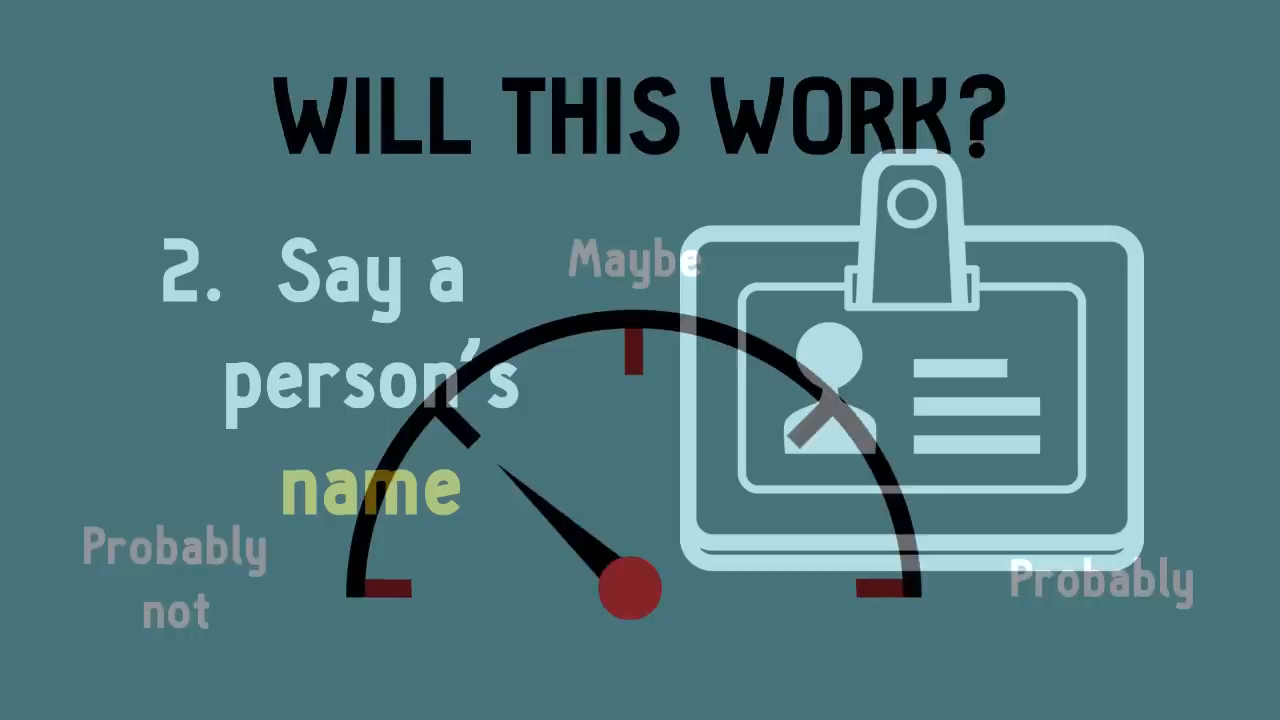 WILL THIS WORK?
2. Say a
person's
name
Maybe
Probably
not
Probably